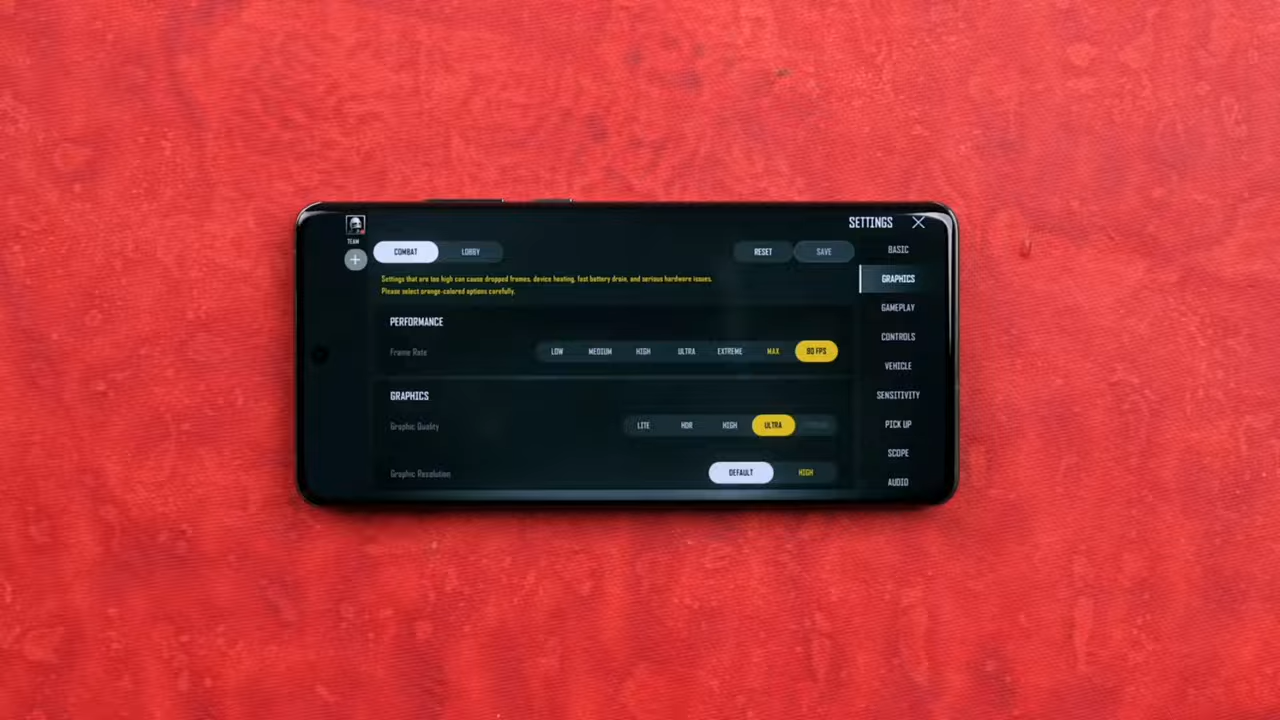 SETTINGS
TEAM
COMBAT LOBBY RESET SAVE
Settings that are too high can cause dropped frames, device heating, fast battery drain, and serious hardware issues.
Please select orange-colored options carefully.
PERFORMANCE
Frame Rate LOW MEDIUM HIGH ULTRA EXTREME MAX 90 FPS
GRAPHICS
Graphic Quality LITE HDR HIGH ULTRA
Graphic Resolution DEFAULT HIGH
BASIC
GRAPHICS
GAMEPLAY
CONTROLS
VEHICLE
SENSITIVITY
PICK UP
SCOPE
AUDIO